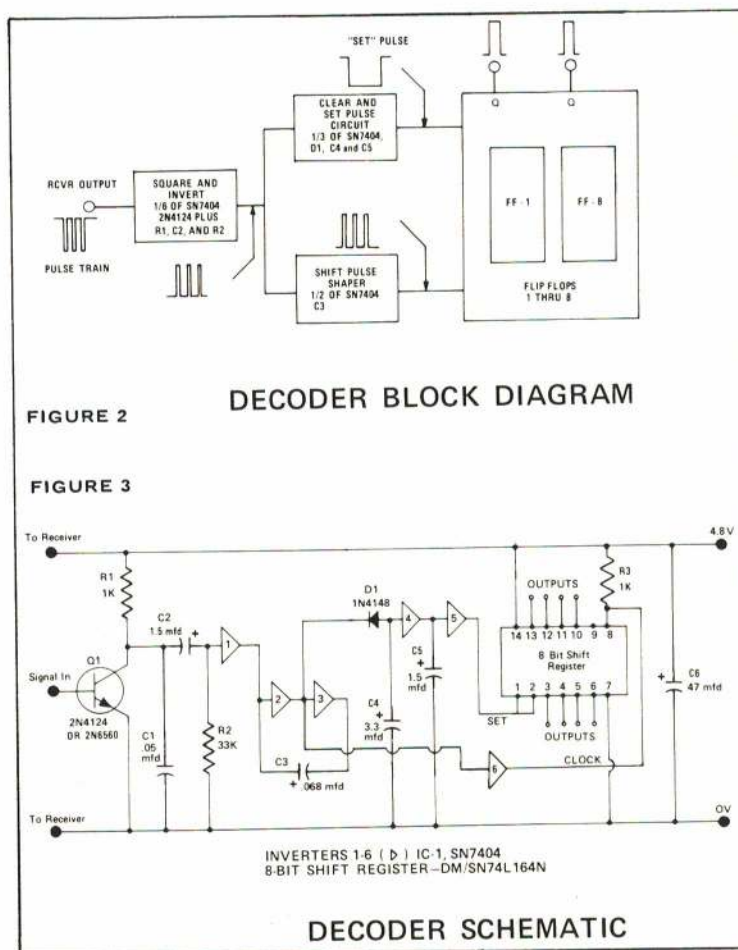 "SET" PULSE
CLEAR AND
SET PULSE
CIRCUIT
1/3 OF SN7404,
D1, C4 and C5
Q
Q
RCVR OUTPUT
PULSE TRAIN
SQUARE AND
INVERT
1/6 OF SN7404
2N4124 PLUS
R1, C2, AND R2
FF-1
FF-8
SHIFT PULSE
SHAPER
1/2 OF SN7404
C3
FLIP FLOPS
1 THRU 8
DECODER BLOCK DIAGRAM
FIGURE 2
FIGURE 3
To Receiver
4.8V
R1
1K
C2
1.5 mfd
+
1
Q1
Signal In
2N4124
OR 2N6560
C1
.05
mfd
R2
33K
2
3
C3
+ .068 mfd
D1
1N4148
4
5
C5
+
1.5
mfd
C4
+
3.3
mfd
OUTPUTS
R3
1K
14 13 12 11 10 9 8
8 Bit Shift
Register
1 2 3 4 5 6 7
SET
OUTPUTS
6
CLOCK
C6
+
47 mfd
To Receiver
0V
INVERTERS 1-6 ( ▷ ) IC-1, SN7404
8-BIT SHIFT REGISTER–DM/SN74L164N
DECODER SCHEMATIC